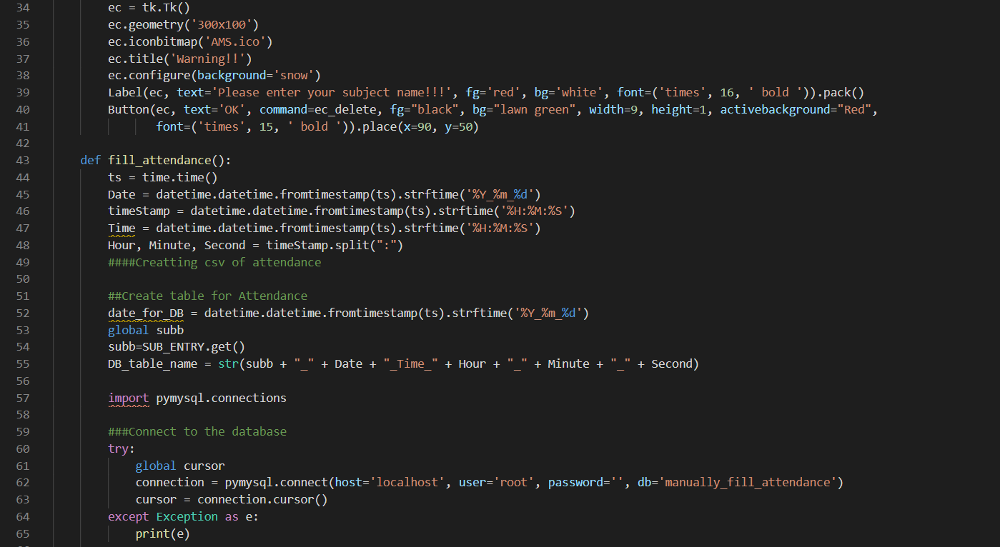 34 ec = tk.Tk()
35 ec.geometry('300x100')
36 ec.iconbitmap('AMS.ico')
37 ec.title('Warning!!')
38 ec.configure(background='snow')
39 Label(ec, text='Please enter your subject name!!!', fg='red', bg='white', font=('times', 16, ' bold ')).pack()
40 Button(ec, text='OK', command=ec_delete, fg="black", bg="lawn green", width=9, height=1, activebackground="Red",
41 font=('times', 15, ' bold ')).place(x=90, y=50)
42
43 def fill_attendance():
44 ts = time.time()
45 Date = datetime.datetime.fromtimestamp(ts).strftime('%Y_%m_%d')
46 timeStamp = datetime.datetime.fromtimestamp(ts).strftime('%H:%M:%S')
47 Time = datetime.datetime.fromtimestamp(ts).strftime('%H:%M:%S')
48 Hour, Minute, Second = timeStamp.split(":")
49 ####Creatting csv of attendance
50
51 ##Create table for Attendance
52 date_for_DB = datetime.datetime.fromtimestamp(ts).strftime('%Y_%m_%d')
53 global subb
54 subb=SUB_ENTRY.get()
55 DB_table_name = str(subb + "_" + Date + "_Time_" + Hour + "_" + Minute + "_" + Second)
56
57 import pymysql.connections
58
59 ###Connect to the database
60 try:
61 global cursor
62 connection = pymysql.connect(host='localhost', user='root', password='', db='manually_fill_attendance')
63 cursor = connection.cursor()
64 except Exception as e:
65 print(e)